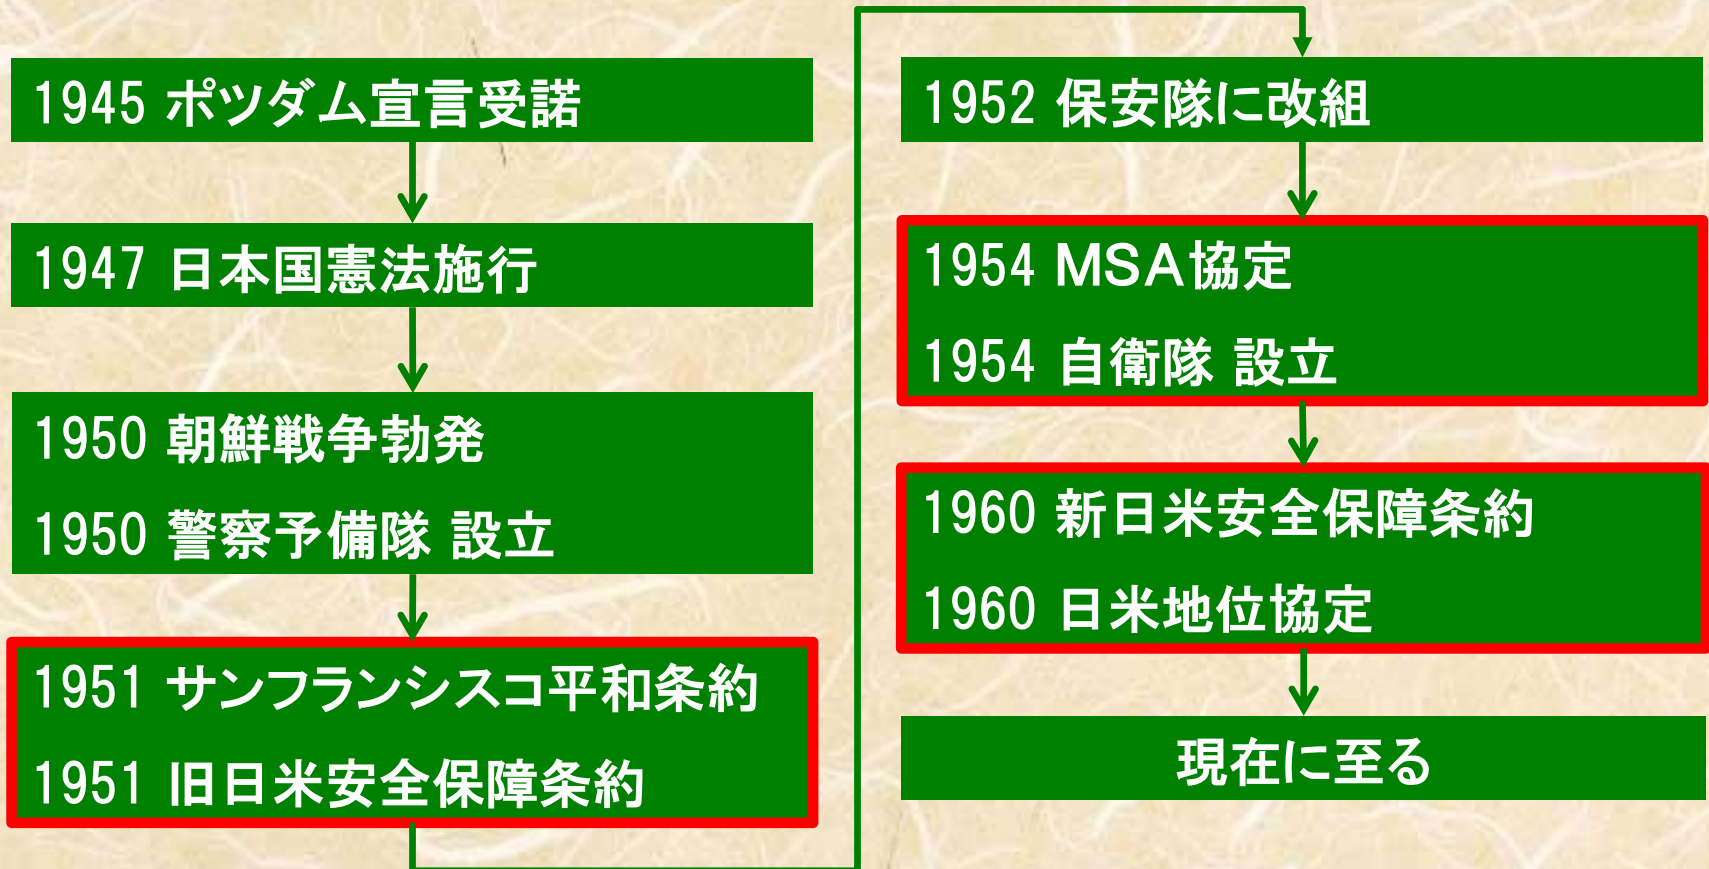 1945 ポツダム宣言受諾
1947 日本国憲法施行
1950 朝鮮戦争勃発
1950 警察予備隊 設立
1951 サンフランシスコ平和条約
1951 旧日米安全保障条約
1952 保安隊に改組
1954 ＭＳＡ協定
1954 自衛隊 設立
1960 新日米安全保障条約
1960 日米地位協定
現在に至る